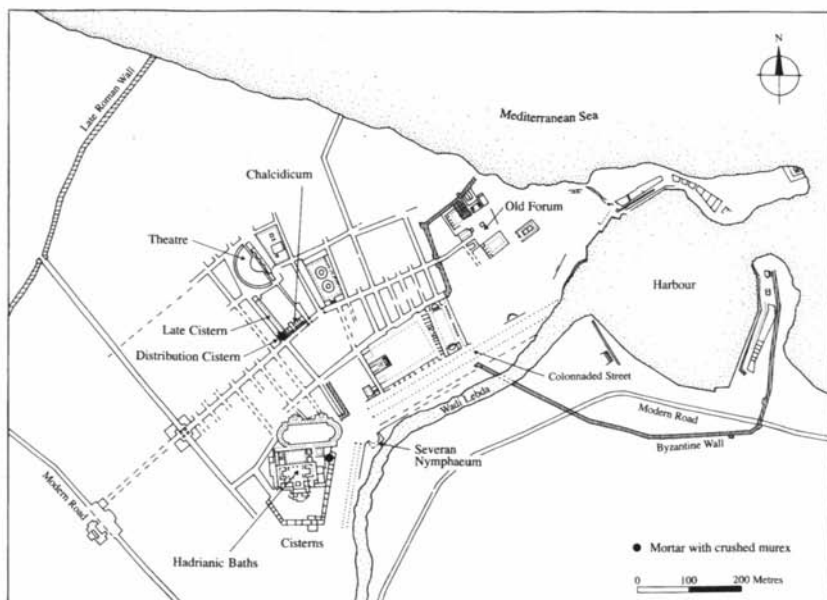 N
Mediterranean Sea
Late Roman Wall
Chalcidicum
Old Forum
Theatre
Harbour
Late Cistern
Distribution Cistern
Colonnaded Street
Wadi Lebda
Modern Road
Severan
Nymphaeum
Byzantine Wall
Modern Road
Cisterns
Hadrianic Baths
Mortar with crushed murex
0 100 200 Metres